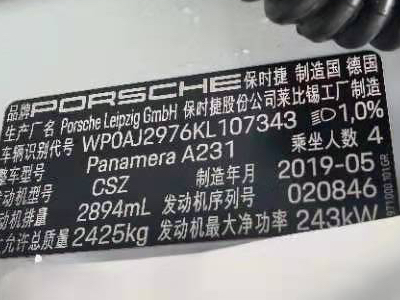 品牌 PORSCHE 保时捷 制造国 德国
生产厂名 Porsche Leipzig GmbH 保时捷股份公司莱比锡工厂制造
车辆识别代号 WP0AJ2976KL107343 1,0%
整车型号 Panamera A231 乘坐人数 4
发动机型号 CSZ 制造年月 2019-05
发动机排量 2894mL 发动机序列号 020846
大允许总质量 2425kg 发动机最大净功率 243kW